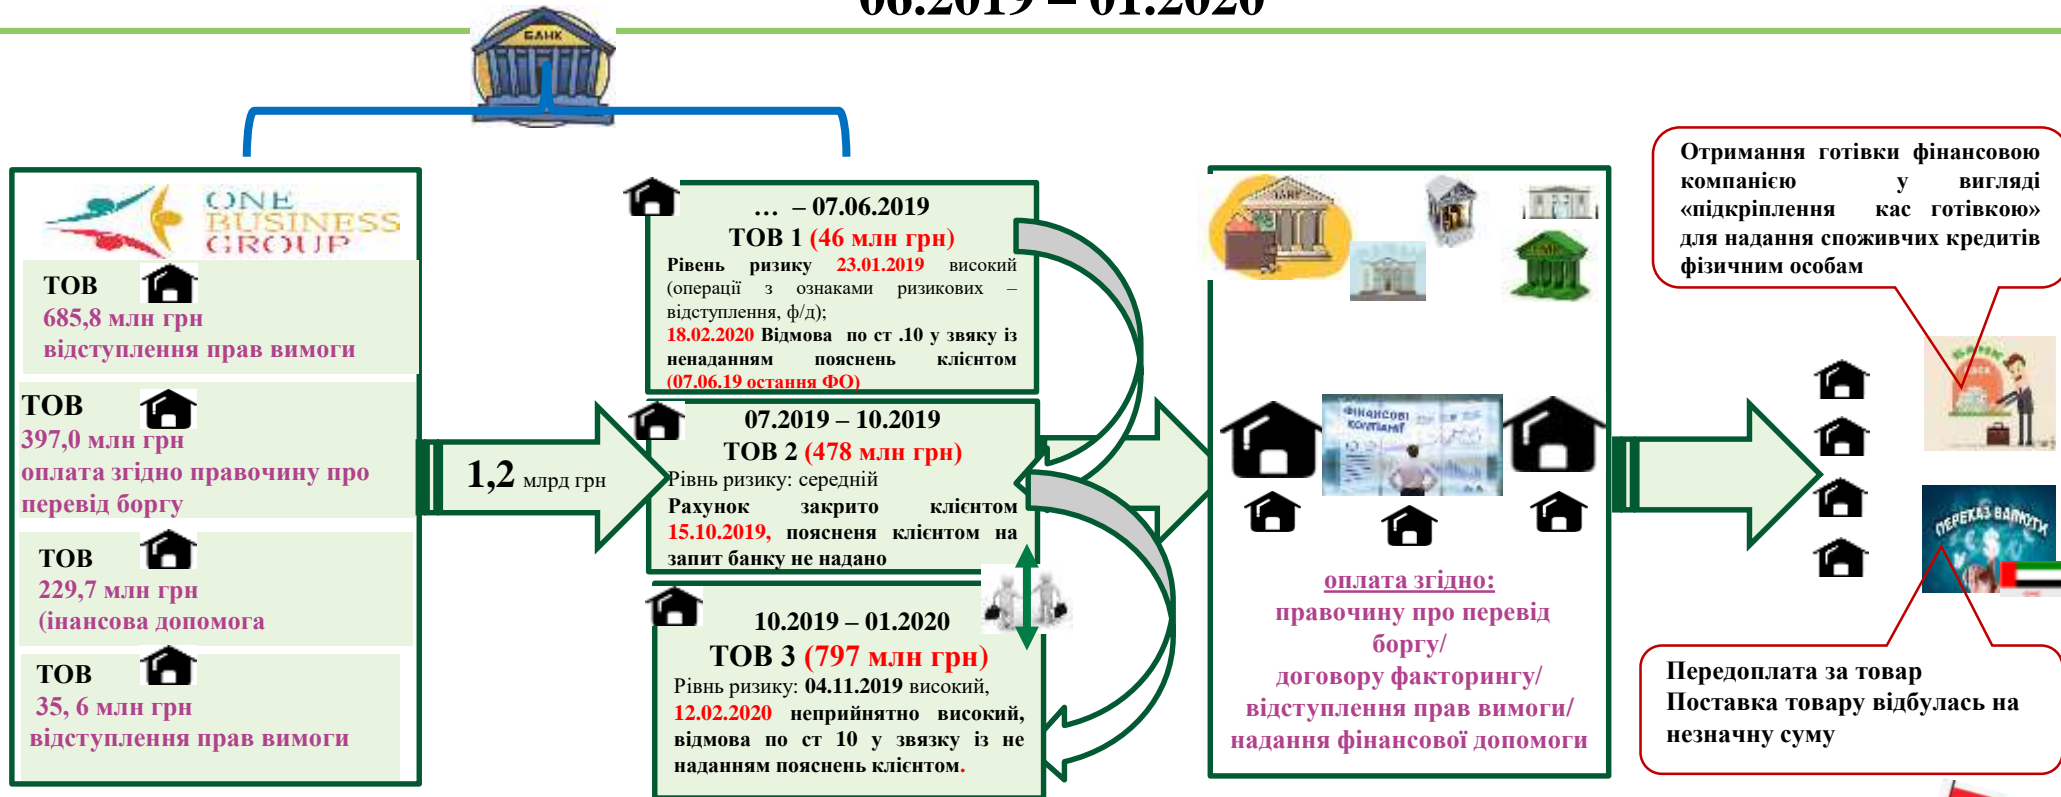 06.2019 – 01.2020
БАНК
ONE
BUSINESS
GROUP
ТОВ
685,8 млн грн
відступлення прав вимоги
ТОВ
397,0 млн грн
оплата згідно правочину про
перевід боргу
ТОВ
229,7 млн грн
(інансова допомога
ТОВ
35, 6 млн грн
відступлення прав вимоги
1,2 млрд грн
… – 07.06.2019
ТОВ 1 (46 млн грн)
Рівень ризику 23.01.2019 високий
(операції з ознаками ризикових –
відступлення, ф/д);
18.02.2020 Відмова по ст .10 у звяку із
ненаданням пояснень клієнтом
(07.06.19 остання ФО)
07.2019 – 10.2019
ТОВ 2 (478 млн грн)
Рівнь ризику: середній
Рахунок закрито клієнтом
15.10.2019, поясненя клієнтом на
запит банку не надано
10.2019 – 01.2020
ТОВ 3 (797 млн грн)
Рівнь ризику: 04.11.2019 високий,
12.02.2020 неприйнятно високий,
відмова по ст 10 у звязку із не
наданням пояснень клієнтом.
ФІНАНСОВІ
КОМПАНІЇ
оплата згідно:
правочину про перевід
боргу/
договору факторингу/
відступлення прав вимоги/
надання фінансової допомоги
Отримання готівки фінансовою
компанією у вигляді
«підкріплення кас готівкою»
для надання споживчих кредитів
фізичним особам
БАНК
ПЕРЕКАЗ ВАЛЮТИ
Передоплата за товар
Поставка товару відбулась на
незначну суму